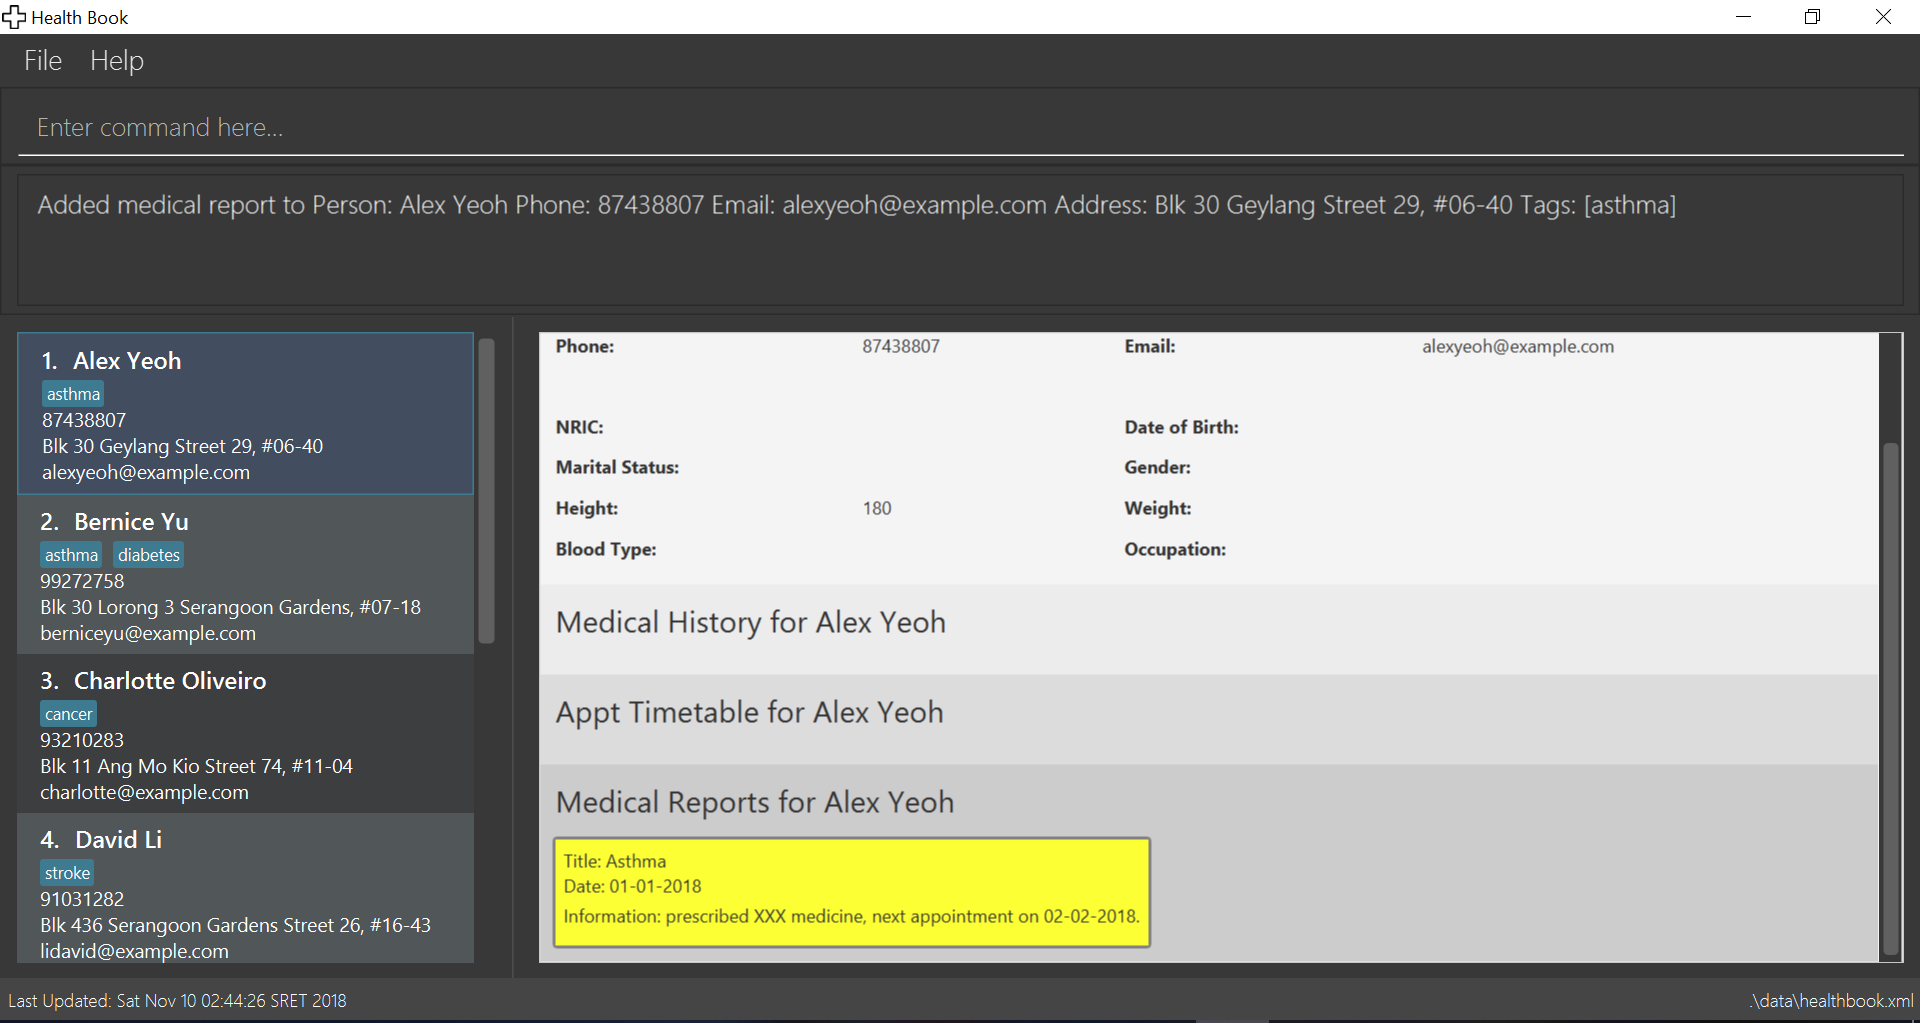 Health Book
File Help
Enter command here...
Added medical report to Person: Alex Yeoh Phone: 87438807 Email: alexyeoh@example.com Address: Blk 30 Geylang Street 29, #06-40 Tags: [asthma]
1. Alex Yeoh
asthma
87438807
Blk 30 Geylang Street 29, #06-40
alexyeoh@example.com
2. Bernice Yu
asthma diabetes
99272758
Blk 30 Lorong 3 Serangoon Gardens, #07-18
berniceyu@example.com
3. Charlotte Oliveiro
cancer
93210283
Blk 11 Ang Mo Kio Street 74, #11-04
charlotte@example.com
4. David Li
stroke
91031282
Blk 436 Serangoon Gardens Street 26, #16-43
lidavid@example.com
Phone: 87438807 Email: alexyeoh@example.com
NRIC: Date of Birth:
Marital Status: Gender:
Height: 180 Weight:
Blood Type: Occupation:
Medical History for Alex Yeoh
Appt Timetable for Alex Yeoh
Medical Reports for Alex Yeoh
Title: Asthma
Date: 01-01-2018
Information: prescribed XXX medicine, next appointment on 02-02-2018.
Last Updated: Sat Nov 10 02:44:26 SRET 2018
.\data\healthbook.xml